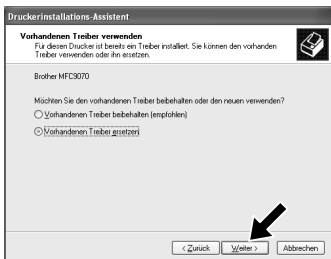 Druckerinstallations-Assistent
Vorhandenen Treiber verwenden
Für diesen Drucker ist bereits ein Treiber installiert. Sie können den vorhanden
Treiber verwenden oder ihn ersetzen.
Brother MFC9070
Möchten Sie den vorhandenen Treiber beibehalten oder den neuen verwenden?
Vorhandenen Treiber beibehalten (empfohlen)
Vorhandenen Treiber ersetzen
< Zurück Weiter > Abbrechen